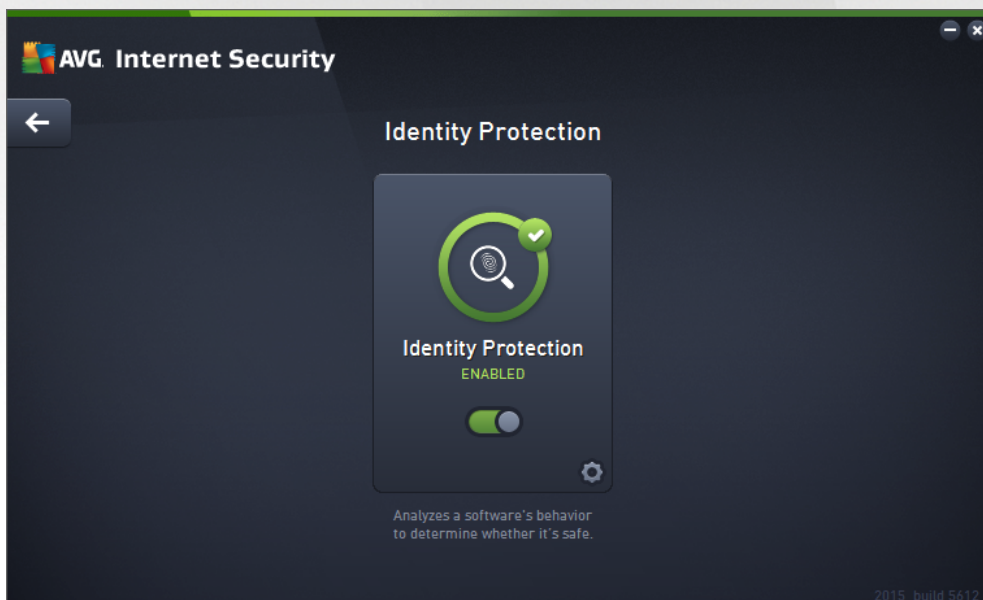 AVG Internet Security
Identity Protection
Identity Protection
ENABLED
Analyzes a software's behavior
to determine whether it's safe.
2015 build 5612